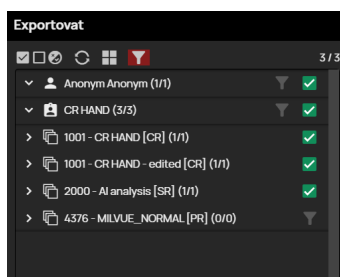 Exportovat
3 / 3
Anonym Anonym (1/1)
CR HAND (3/3)
1001 - CR HAND [CR] (1/1)
1001 - CR HAND - edited [CR] (1/1)
2000 - AI analysis [SR] (1/1)
4376 - MILVUE_NORMAL [PR] (0/0)